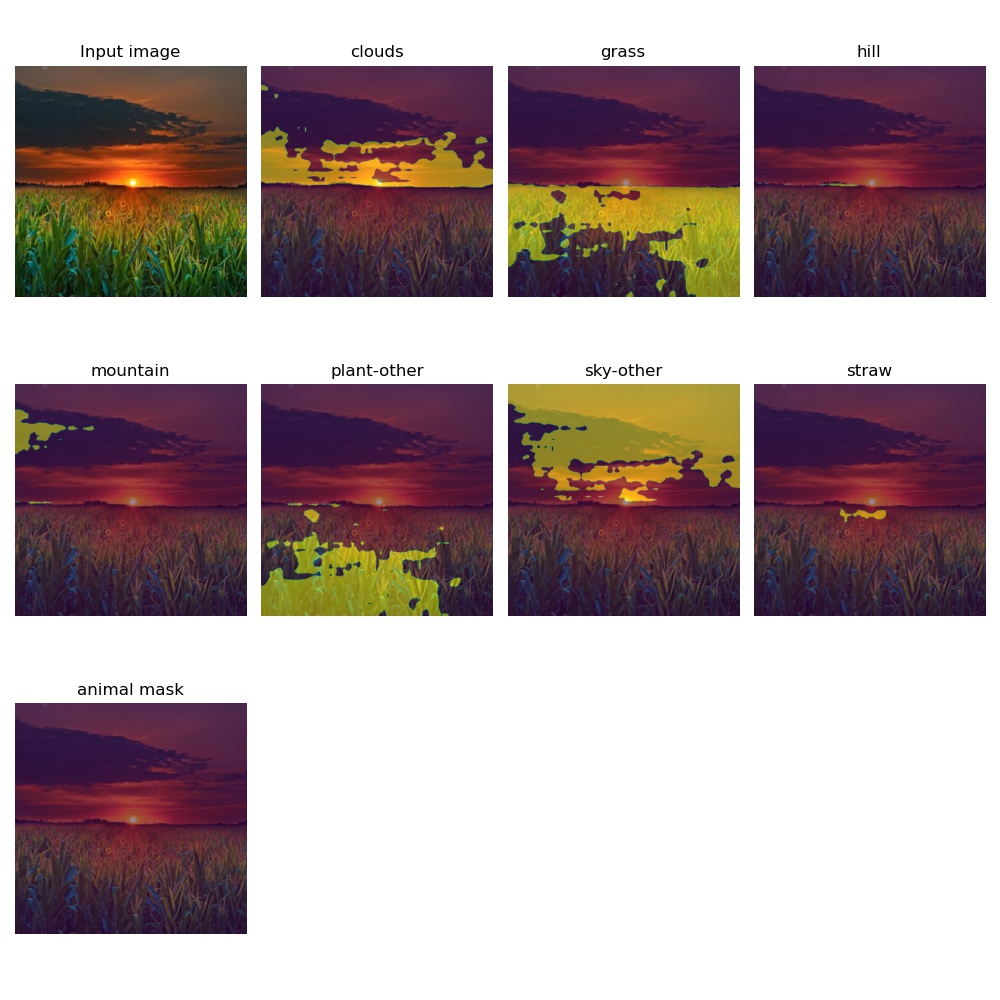 Input image
clouds
grass
hill
mountain
plant-other
sky-other
straw
animal mask